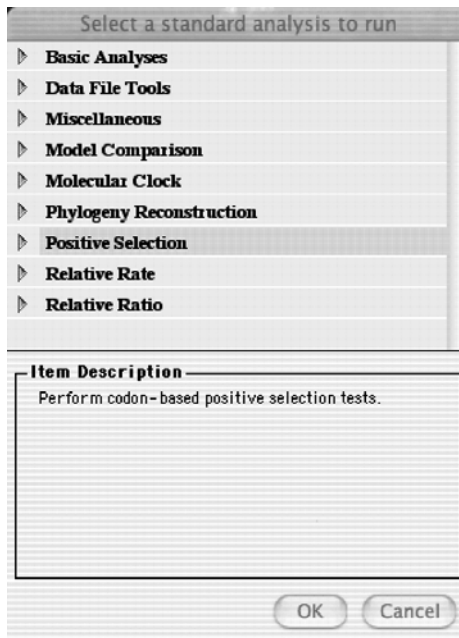 Select a standard analysis to run
Basic Analyses
Data File Tools
Miscellaneous
Model Comparison
Molecular Clock
Phylogeny Reconstruction
Positive Selection
Relative Rate
Relative Ratio
Item Description
Perform codon-based positive selection tests.
OK Cancel